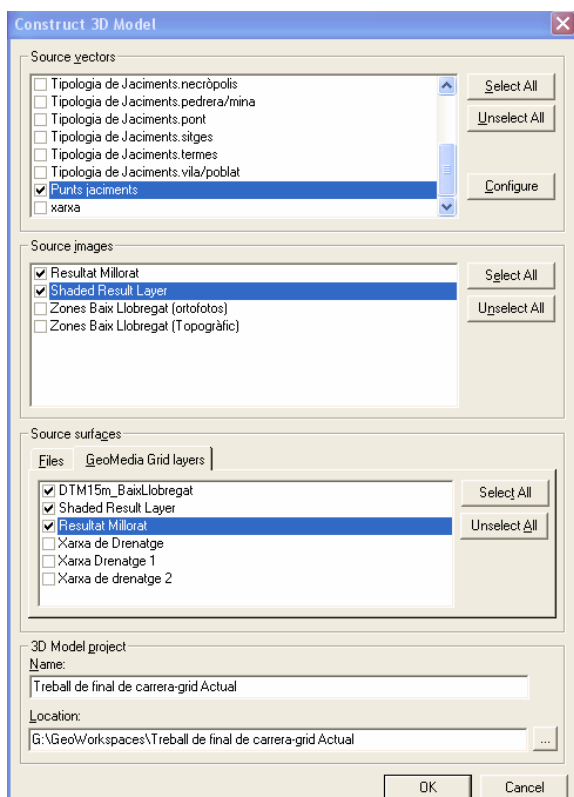 Construct 3D Model
Source vectors
Tipologia de Jaciments.necròpolis
Tipologia de Jaciments.pedrera/mina
Tipologia de Jaciments.pont
Tipologia de Jaciments.sitges
Tipologia de Jaciments.termes
Tipologia de Jaciments.vila/poblat
Punts jaciments
xarxa
Select All
Unselect All
Configure
Source images
Resultat Millorat
Shaded Result Layer
Zones Baix Llobregat (ortofotos)
Zones Baix Llobregat (Topogràfic)
Select All
Unselect All
Source surfaces
Files
GeoMedia Grid layers
DTM15m_BaixLlobregat
Shaded Result Layer
Resultat Millorat
Xarxa de Drenatge
Xarxa Drenatge 1
Xarxa de drenatge 2
Select All
Unselect All
3D Model project
Name:
Treball de final de carrera-grid Actual
Location:
G:\GeoWorkspaces\Treball de final de carrera-grid Actual
...
OK
Cancel